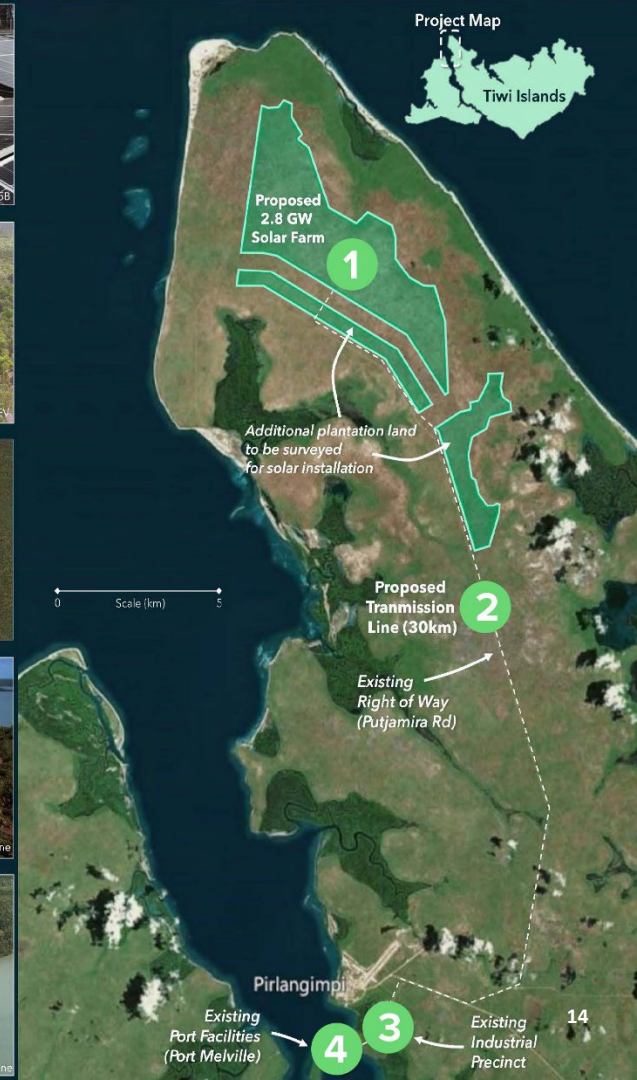 Project Map
Tiwi Islands
Proposed
2.8 GW
Solar Farm
1
Additional plantation land
to be surveyed
for solar installation
0 Scale (km) 5
Proposed
Tranmission
Line (30km)
2
Existing
Right of Way
(Putjamira Rd)
Pirlangimpi
Existing
Port Facilities
(Port Melville)
4
3
Existing
Industrial
Precinct
14